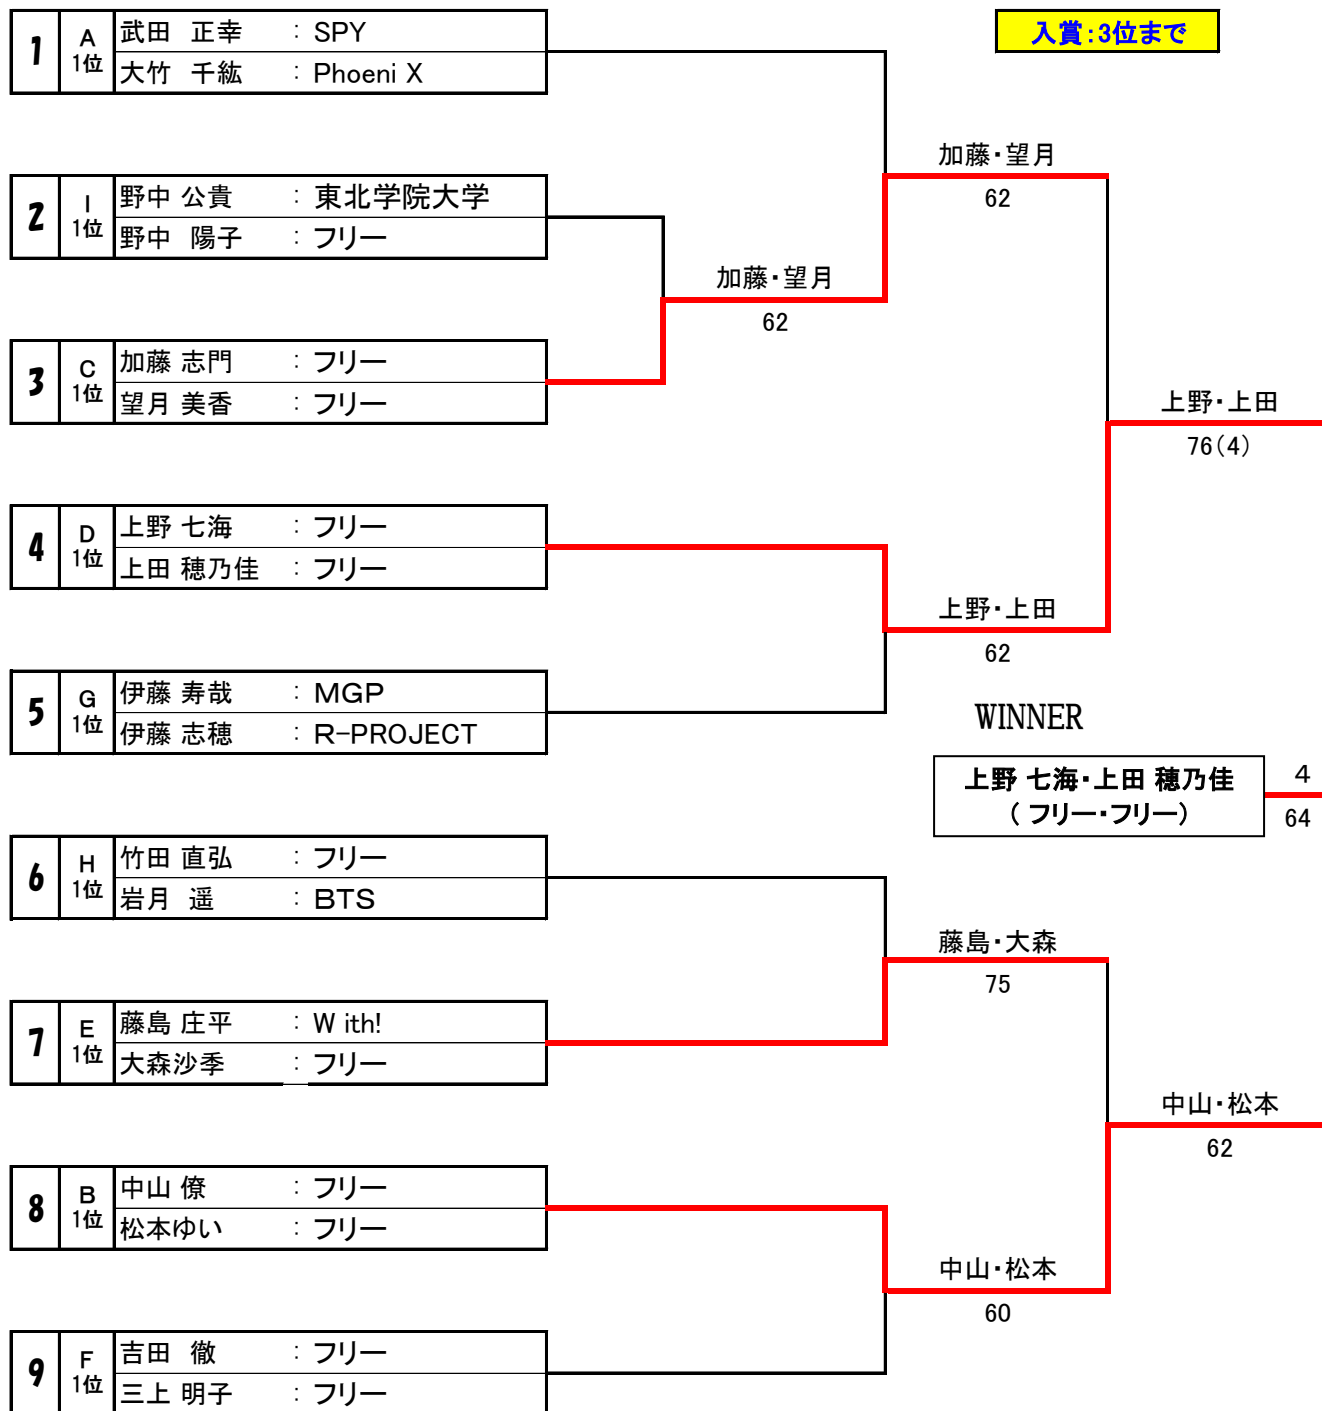 入賞:3位まで
1 A 1位 武田 正幸 : SPY
大竹 千紘 : Phoeni X
加藤・望月
62
2 I 1位 野中 公貴 : 東北学院大学
野中 陽子 : フリー
加藤・望月
62
3 C 1位 加藤 志門 : フリー
望月 美香 : フリー
上野・上田
76(4)
4 D 1位 上野 七海 : フリー
上田 穂乃佳 : フリー
上野・上田
62
5 G 1位 伊藤 寿哉 : MGP
伊藤 志穂 : R-PROJECT
WINNER
上野 七海・上田 穂乃佳
( フリー・フリー)
4
64
6 H 1位 竹田 直弘 : フリー
岩月 遥 : BTS
藤島・大森
75
7 E 1位 藤島 庄平 : W ith!
大森沙季 : フリー
中山・松本
62
8 B 1位 中山 僚 : フリー
松本ゆい : フリー
中山・松本
60
9 F 1位 吉田 徹 : フリー
三上 明子 : フリー